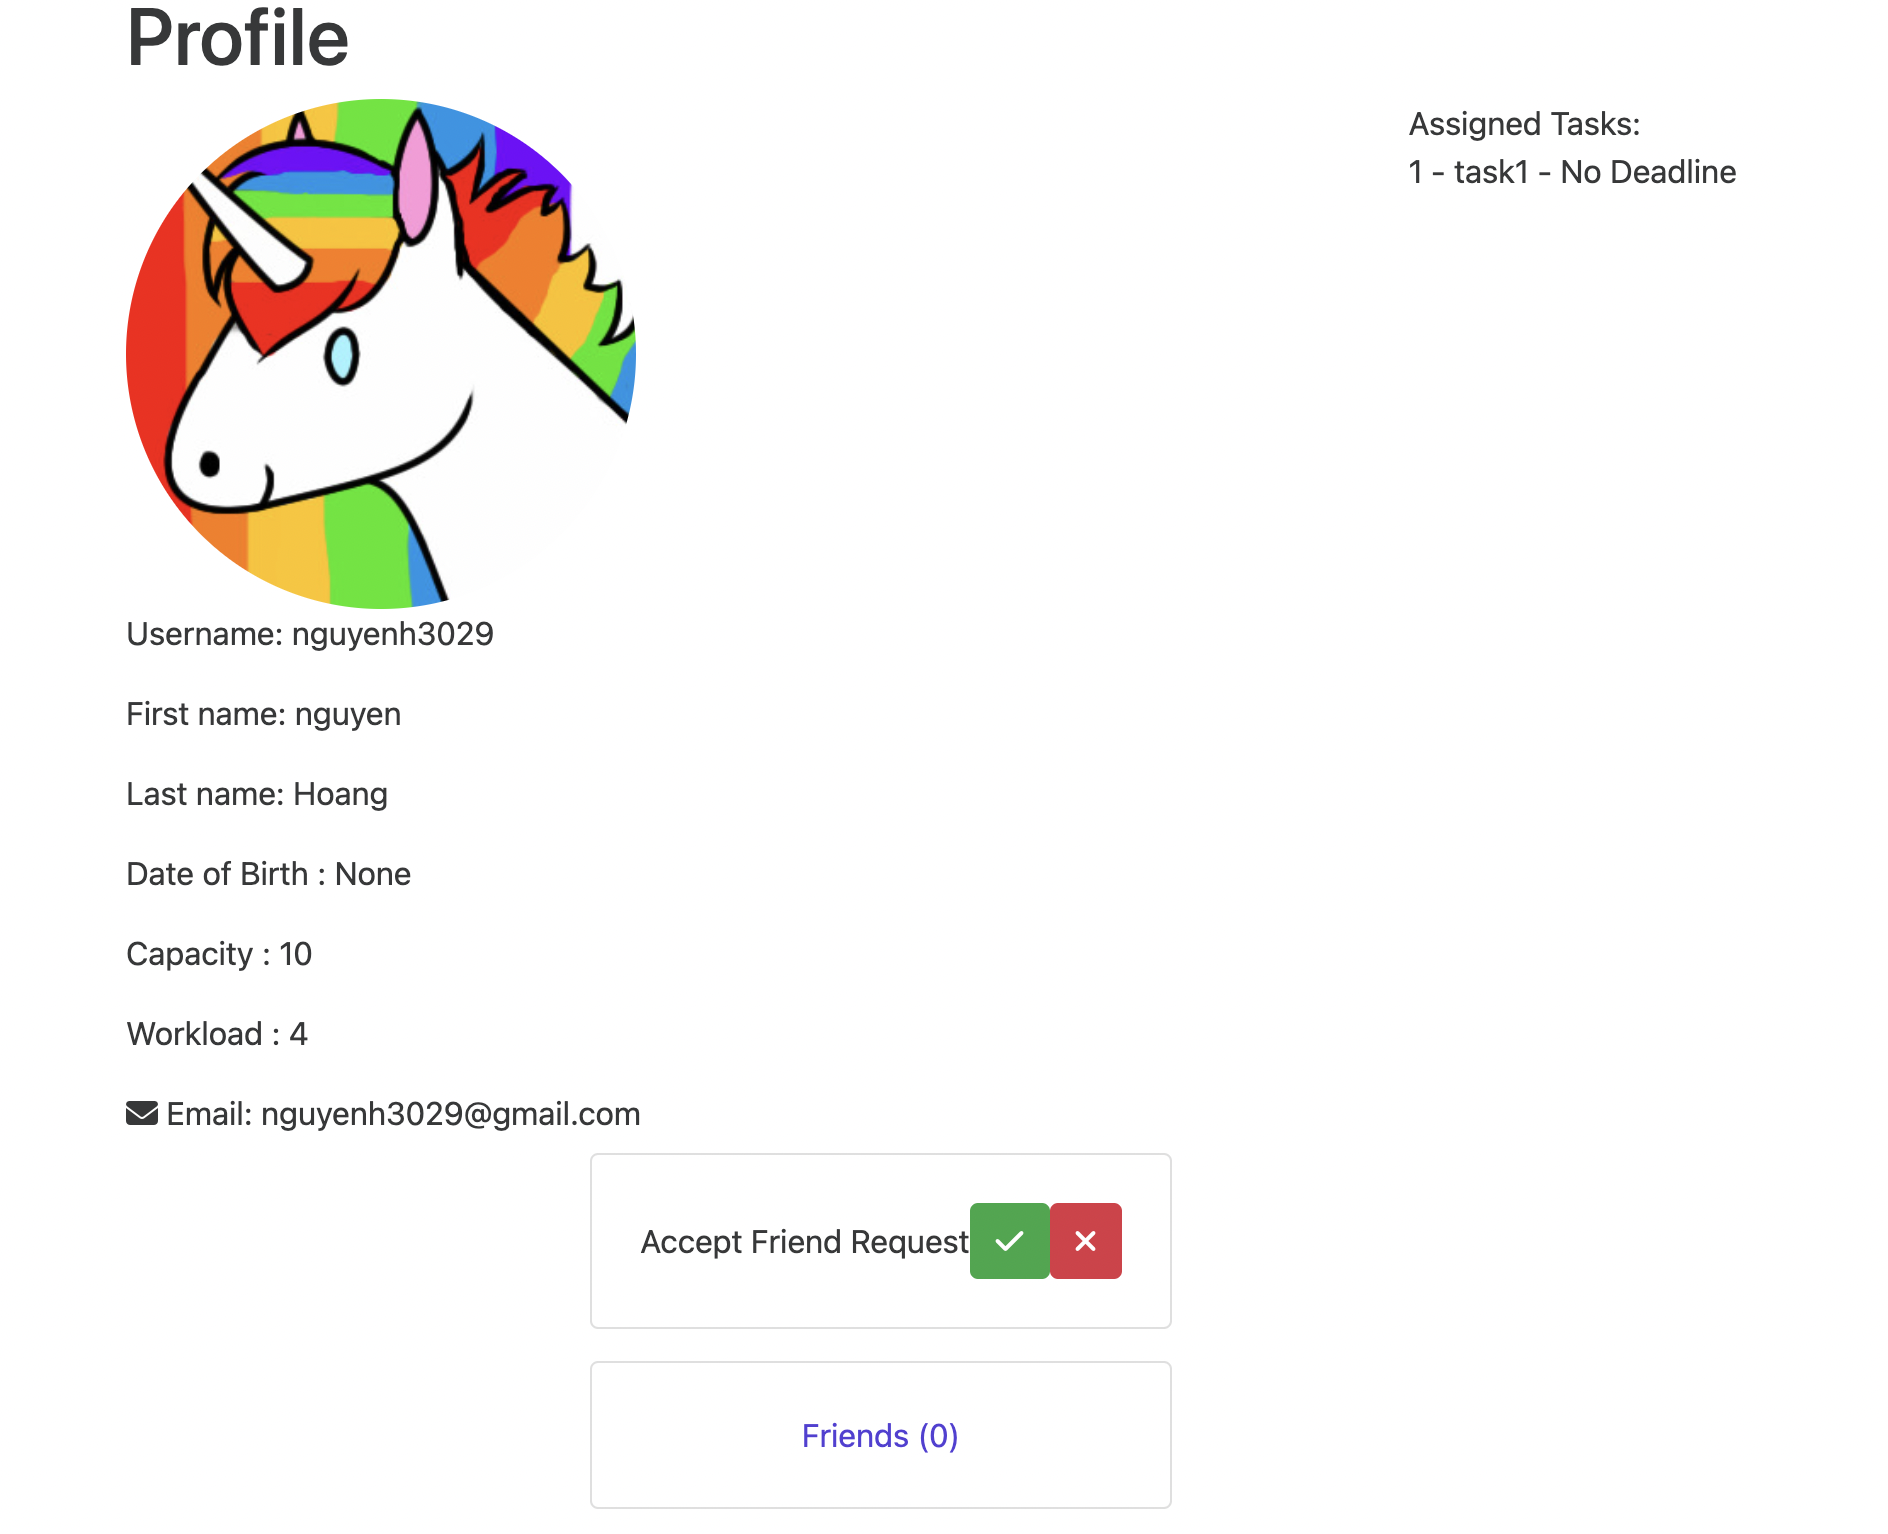 Profile
Assigned Tasks:
1 - task1 - No Deadline
Username: nguyenh3029
First name: nguyen
Last name: Hoang
Date of Birth : None
Capacity : 10
Workload : 4
Email: nguyenh3029@gmail.com
Accept Friend Request
Friends (0)